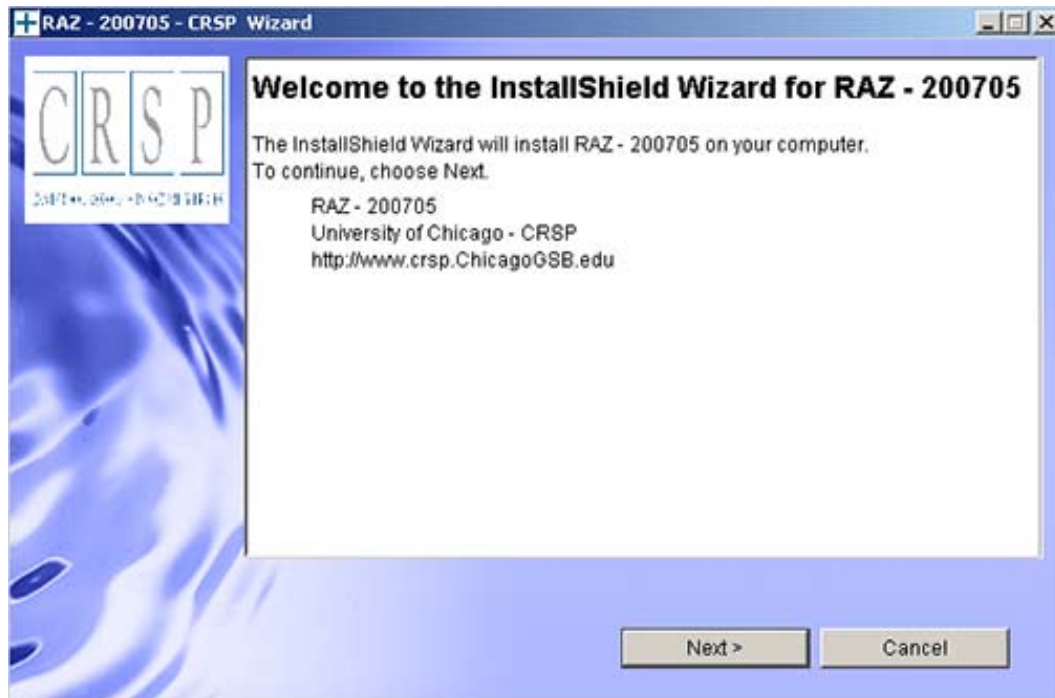 RAZ - 200705 - CRSP Wizard
CRSP
Welcome to the InstallShield Wizard for RAZ - 200705
The InstallShield Wizard will install RAZ - 200705 on your computer.
To continue, choose Next.
RAZ - 200705
University of Chicago - CRSP
http://www.crsp.ChicagoGSB.edu
Next >
Cancel